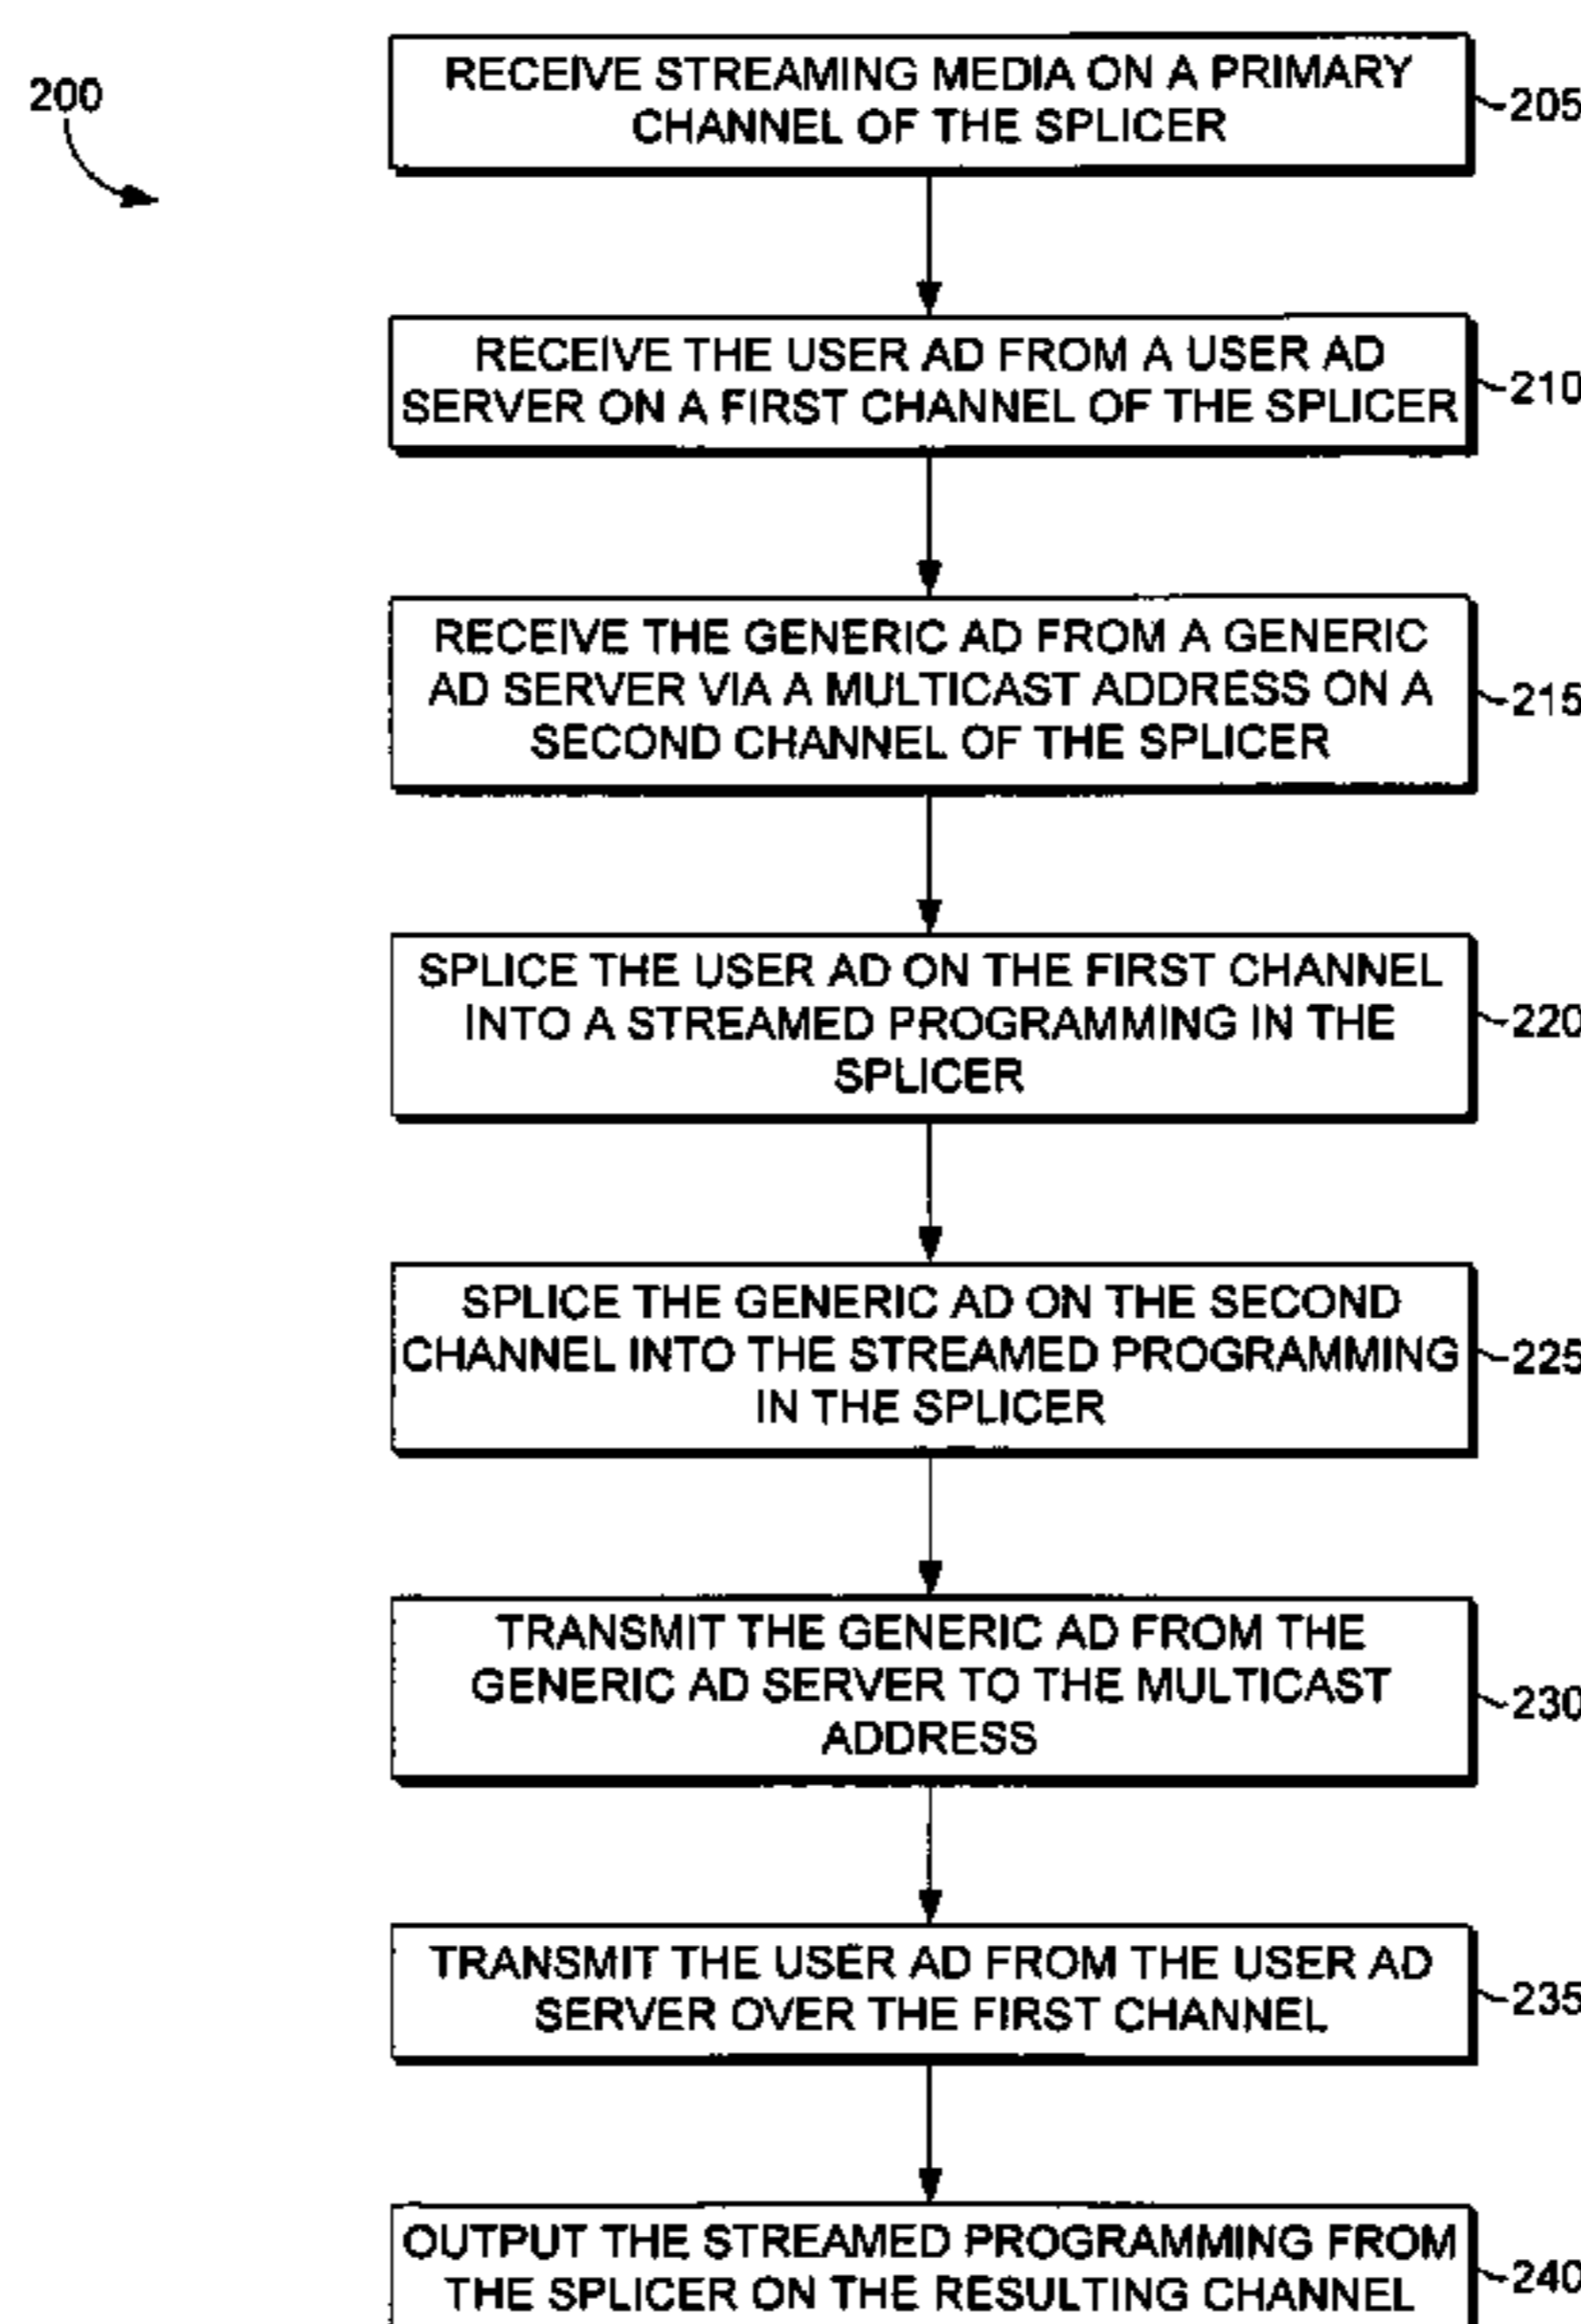 200
RECEIVE STREAMING MEDIA ON A PRIMARY
CHANNEL OF THE SPLICER
205
RECEIVE THE USER AD FROM A USER AD
SERVER ON A FIRST CHANNEL OF THE SPLICER
210
RECEIVE THE GENERIC AD FROM A GENERIC
AD SERVER VIA A MULTICAST ADDRESS ON A
SECOND CHANNEL OF THE SPLICER
215
SPLICE THE USER AD ON THE FIRST CHANNEL
INTO A STREAMED PROGRAMMING IN THE
SPLICER
220
SPLICE THE GENERIC AD ON THE SECOND
CHANNEL INTO THE STREAMED PROGRAMMING
IN THE SPLICER
225
TRANSMIT THE GENERIC AD FROM THE
GENERIC AD SERVER TO THE MULTICAST
ADDRESS
230
TRANSMIT THE USER AD FROM THE USER AD
SERVER OVER THE FIRST CHANNEL
235
OUTPUT THE STREAMED PROGRAMMING FROM
THE SPLICER ON THE RESULTING CHANNEL
240